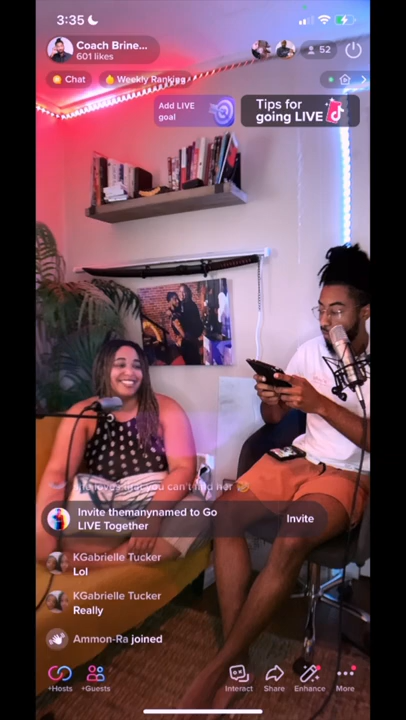 3:35
Coach Brine...
601 likes
52
Chat
Weekly Ranking
Add LIVE
goal
Tips for
going LIVE
you can't
Invite themanynamed to Go
LIVE Together
Invite
KGabrielle Tucker
Lol
KGabrielle Tucker
Really
Ammon-Ra joined
+Hosts
+Guests
Interact
Share
Enhance
More